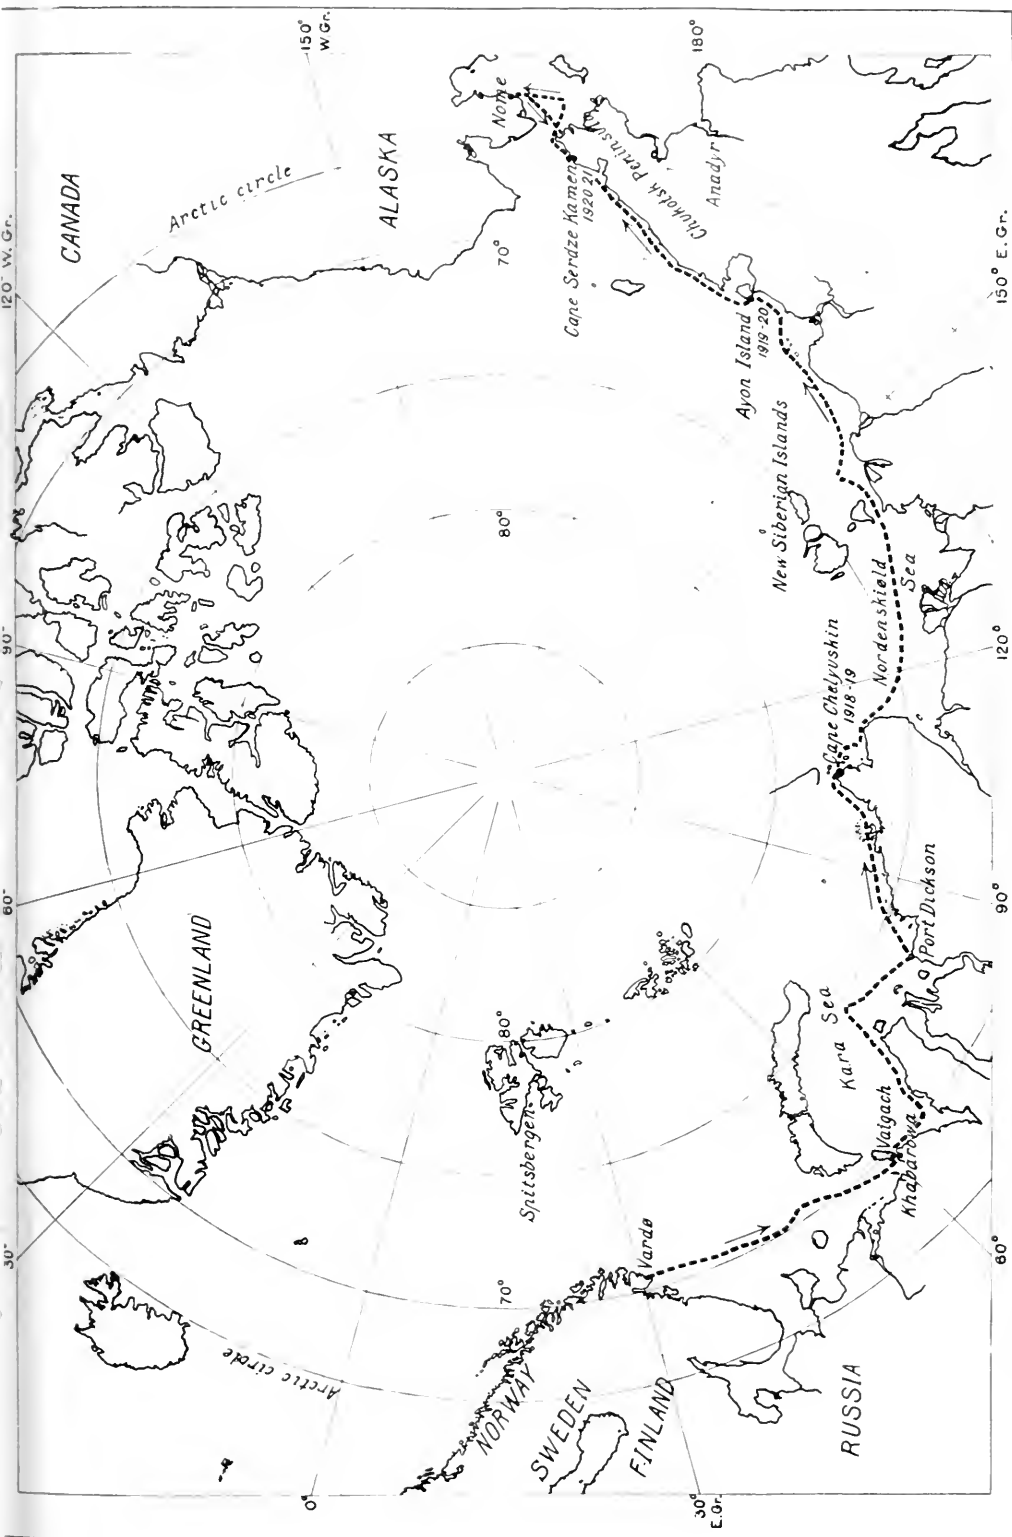 120° W. Gr.
90°
60°
30°
150°
W. Gr.
180°
CANADA
ALASKA
Arctic circle
Nome
Cape Serdze Kamen
1920 21
Chukotsk Peninsula
Anadyr
70°
Ayon Island
1919-20
150° E. Gr.
New Siberian Islands
80°
Nordenskiøld
Sea
Cape Chelyuskin
1918-19
120°
GREENLAND
Port Dickson
90°
Kara Sea
80°
Spitsbergen
Vaigach
Khabarowa
Vardø
70°
60°
Arctic circle
NORWAY
SWEDEN
FINLAND
RUSSIA
0°
30°
E. Gr.